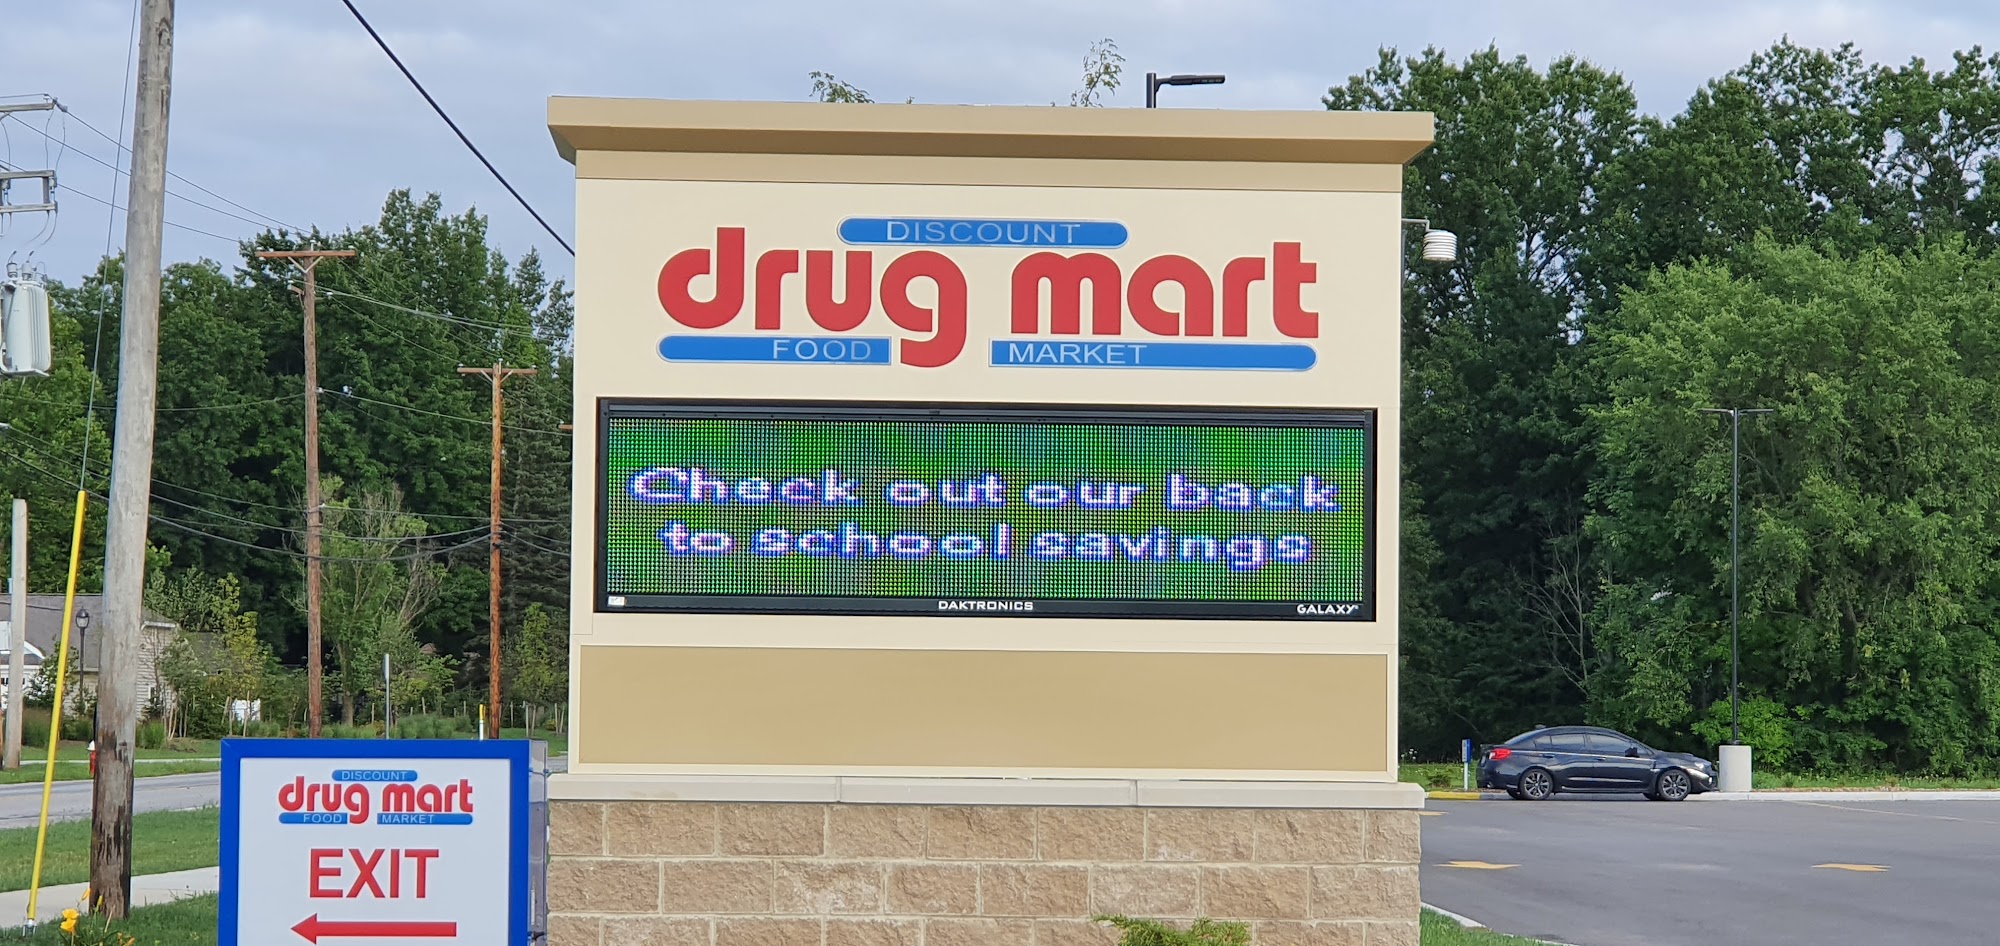 DISCOUNT
drug mart
FOOD MARKET
Check out our back
to school savings
DAKTRONICS
GALAXY
DISCOUNT
drug mart
FOOD MARKET
EXIT